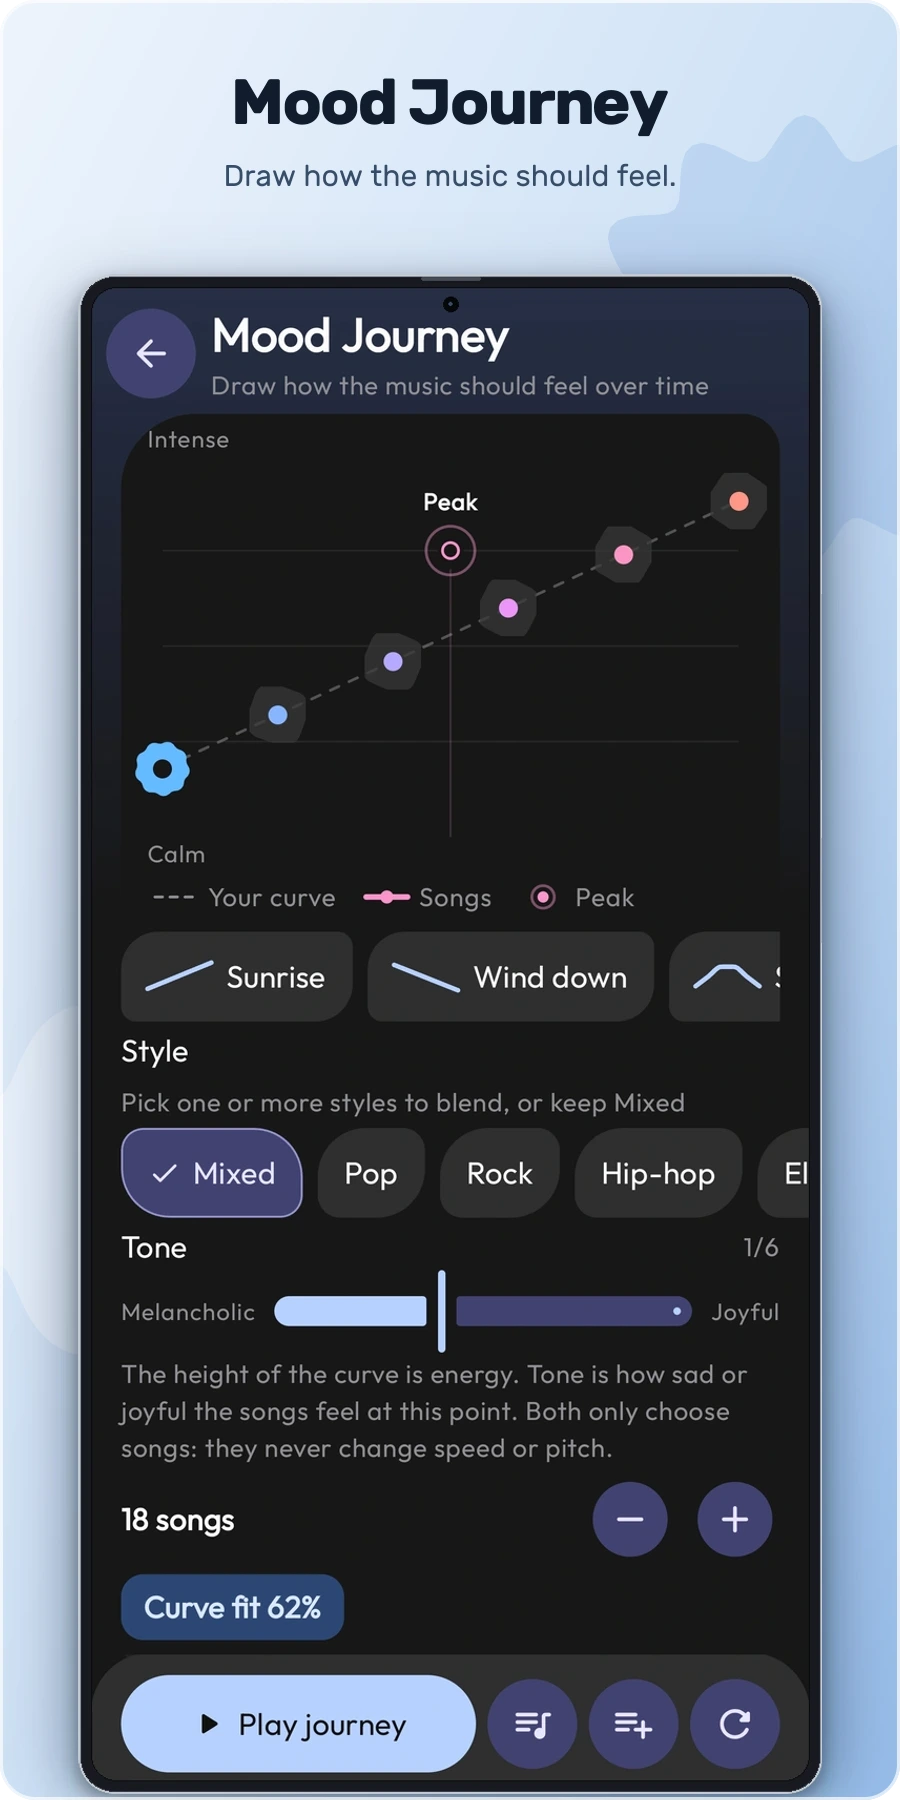 Mood Journey
Draw how the music should feel.
Mood Journey
Draw how the music should feel over time
Intense
Peak
Calm
Your curve
Songs
Peak
Sunrise
Wind down
Style
Pick one or more styles to blend, or keep Mixed
Mixed
Pop
Rock
Hip-hop
Tone
1/6
Melancholic
Joyful
The height of the curve is energy. Tone is how sad or
joyful the songs feel at this point. Both only choose
songs: they never change speed or pitch.
18 songs
Curve fit 62%
Play journey